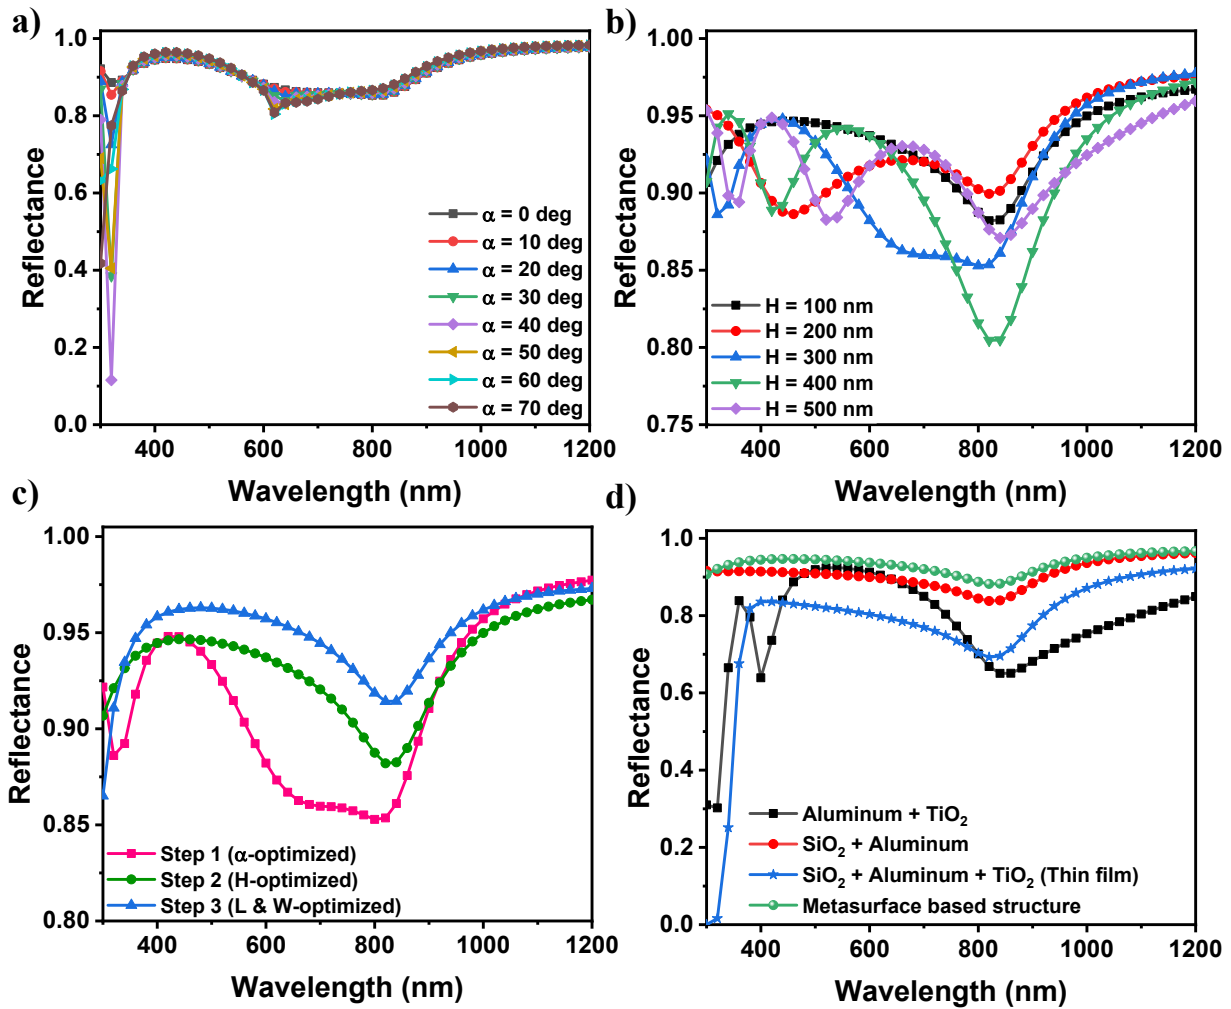 a)
1.0
0.8
0.6
0.4
0.2
0.0
Reflectance
400
600
800
1000
1200
Wavelength (nm)
α = 0 deg
α = 10 deg
α = 20 deg
α = 30 deg
α = 40 deg
α = 50 deg
α = 60 deg
α = 70 deg
b)
1.00
0.95
0.90
0.85
0.80
0.75
Reflectance
400
600
800
1000
1200
Wavelength (nm)
H = 100 nm
H = 200 nm
H = 300 nm
H = 400 nm
H = 500 nm
c)
1.00
0.95
0.90
0.85
0.80
Reflectance
400
600
800
1000
1200
Wavelength (nm)
Step 1 (α-optimized)
Step 2 (H-optimized)
Step 3 (L & W-optimized)
d)
1.0
0.8
0.6
0.4
0.2
0.0
Reflectance
400
600
800
1000
1200
Wavelength (nm)
Aluminum + TiO₂
SiO₂ + Aluminum
SiO₂ + Aluminum + TiO₂ (Thin film)
Metasurface based structure